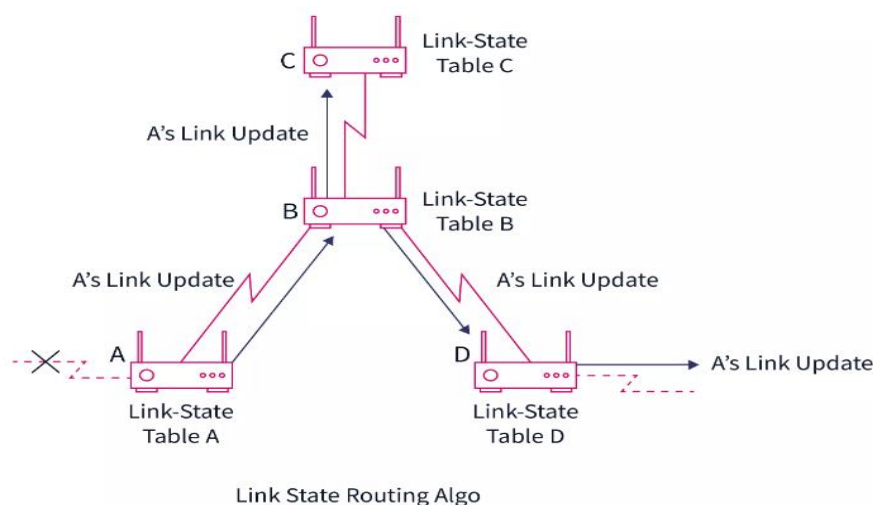 C
Link-State
Table C
A's Link Update
B
Link-State
Table B
A's Link Update
A's Link Update
A
D
A's Link Update
Link-State
Table A
Link-State
Table D
Link State Routing Algo